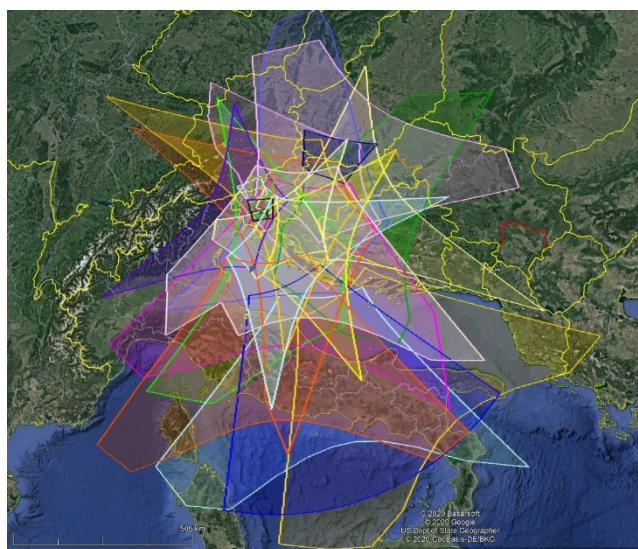 505 km
© 2020 Basarsoft
© 2020 Google
US Dept of State Geographer
© 2020 GeoBasis-DE/BKG